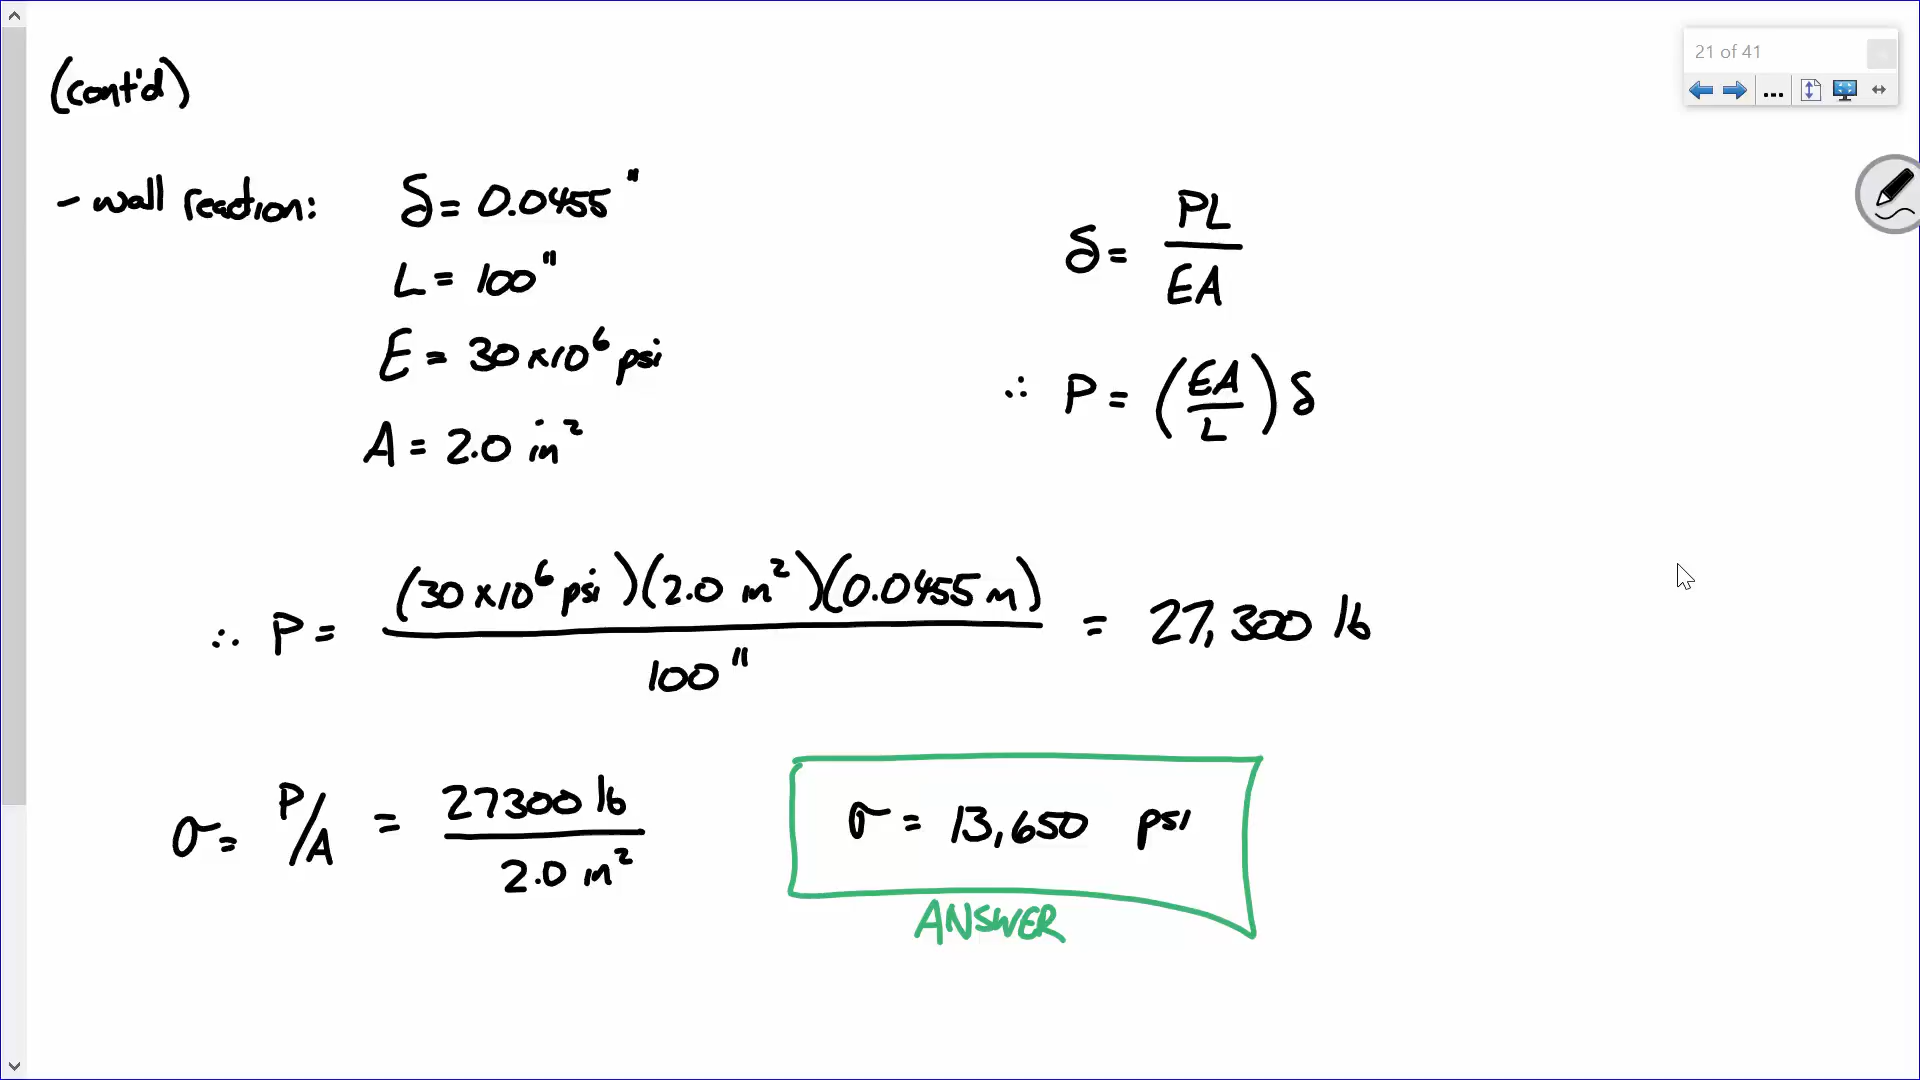 21 of 41
(cont'd)
- wall reaction: δ = 0.0455"
L = 100"
E = 30 x 10⁶ psi
A = 2.0 in²
δ = PL / EA
∴ P = (EA / L) δ
∴ P = (30 x 10⁶ psi)(2.0 in²)(0.0455 in) / 100" = 27,300 lb
σ = P/A = 27300 lb / 2.0 in²
σ = 13,650 psi
ANSWER